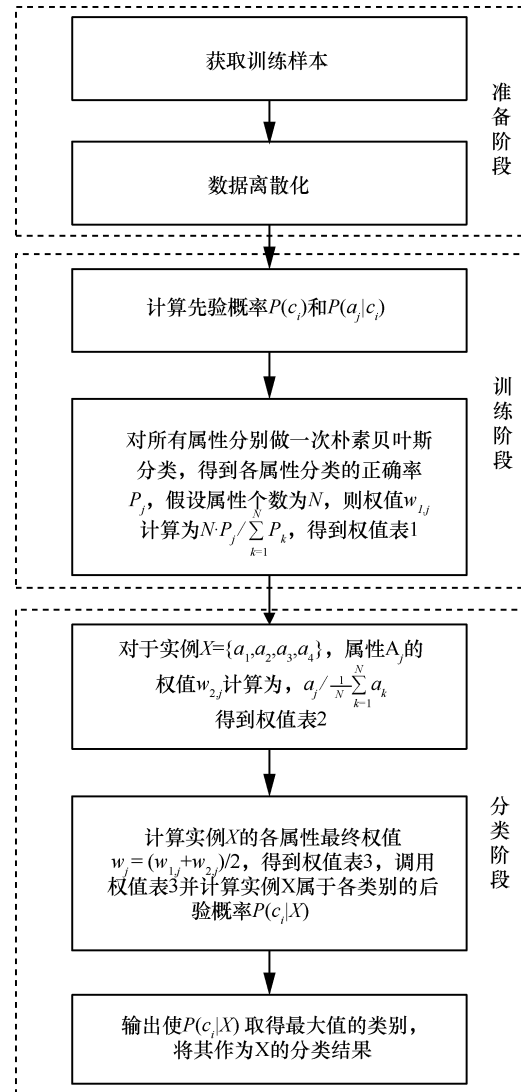 获取训练样本
数据离散化
准备阶段
计算先验概率P(c_i)和P(a_j|c_i)
对所有属性分别做一次朴素贝叶斯
分类，得到各属性分类的正确率
P_j，假设属性个数为N，则权值w_{1,j}
计算为N·P_j/∑_{k=1}^{N}P_k，得到权值表1
训练阶段
对于实例X={a_1,a_2,a_3,a_4}，属性A_j的
权值w_{2,j}计算为，a_j/\frac{1}{N}∑_{k=1}^{N}a_k
得到权值表2
计算实例X的各属性最终权值
w_j= (w_{1,j}+w_{2,j})/2，得到权值表3，调用
权值表3并计算实例X属于各类别的后
验概率P(c_i|X)
输出使P(c_i|X) 取得最大值的类别，
将其作为X的分类结果
分类阶段